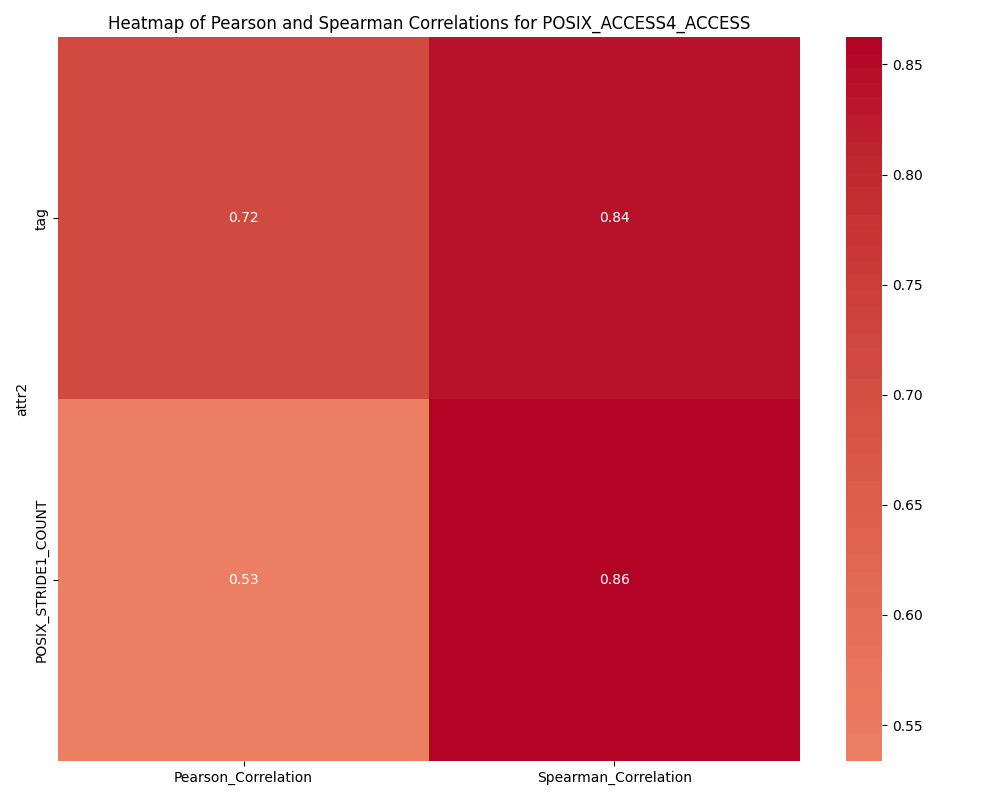 Heatmap of Pearson and Spearman Correlations for POSIX_ACCESS4_ACCESS
attr2
tag
POSIX_STRIDE1_COUNT
0.72
0.84
0.53
0.86
Pearson_Correlation
Spearman_Correlation
0.85
0.80
0.75
0.70
0.65
0.60
0.55